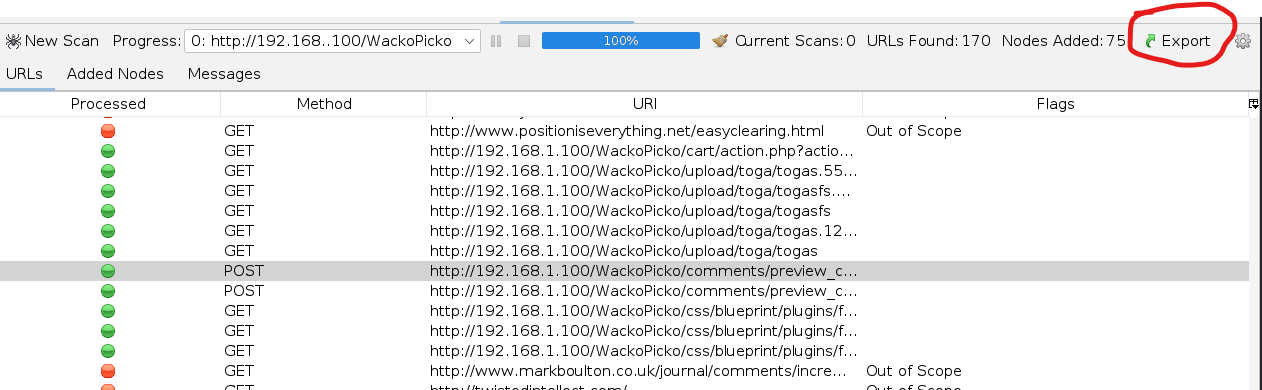 New Scan Progress: 0: http://192.168..100/WackoPicko 100% Current Scans: 0 URLs Found: 170 Nodes Added: 75 Export
URLs Added Nodes Messages
Processed Method URI Flags
GET http://www.positioniseverything.net/easyclearing.html Out of Scope
GET http://192.168.1.100/WackoPicko/cart/action.php?actio...
GET http://192.168.1.100/WackoPicko/upload/toga/togas.55...
GET http://192.168.1.100/WackoPicko/upload/toga/togasfs....
GET http://192.168.1.100/WackoPicko/upload/toga/togasfs
GET http://192.168.1.100/WackoPicko/upload/toga/togas.12...
GET http://192.168.1.100/WackoPicko/upload/toga/togas
POST http://192.168.1.100/WackoPicko/comments/preview_c...
POST http://192.168.1.100/WackoPicko/comments/preview_c...
GET http://192.168.1.100/WackoPicko/css/blueprint/plugins/f...
GET http://192.168.1.100/WackoPicko/css/blueprint/plugins/f...
GET http://192.168.1.100/WackoPicko/css/blueprint/plugins/f...
GET http://www.markboulton.co.uk/journal/comments/incre... Out of Scope
GET http://twistedintellect.com/ Out of Scope